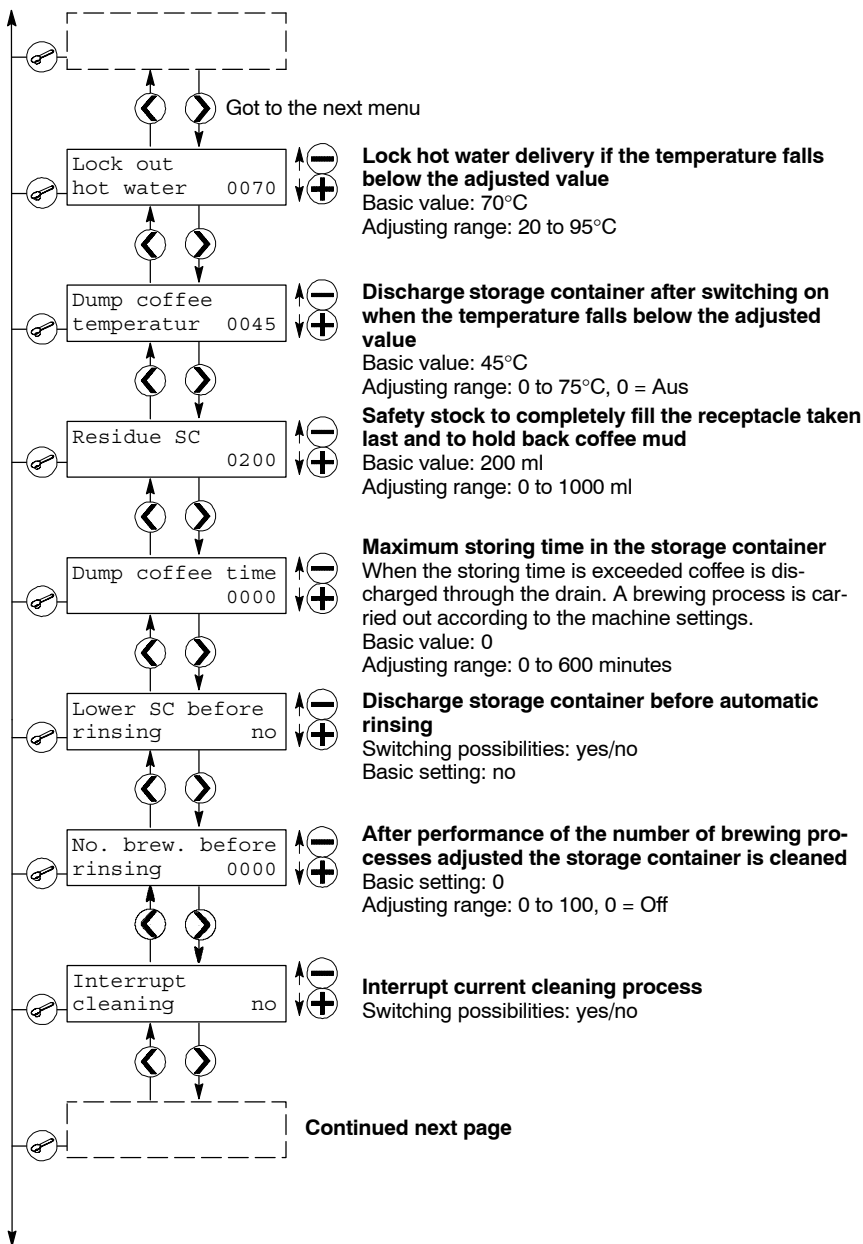 Got to the next menu
Lock out
hot water 0070
Lock hot water delivery if the temperature falls
below the adjusted value
Basic value: 70°C
Adjusting range: 20 to 95°C
Dump coffee
temperatur 0045
Discharge storage container after switching on
when the temperature falls below the adjusted
value
Basic value: 45°C
Adjusting range: 0 to 75°C, 0 = Aus
Residue SC
0200
Safety stock to completely fill the receptacle taken
last and to hold back coffee mud
Basic value: 200 ml
Adjusting range: 0 to 1000 ml
Dump coffee time
0000
Maximum storing time in the storage container
When the storing time is exceeded coffee is dis-
charged through the drain. A brewing process is car-
ried out according to the machine settings.
Basic value: 0
Adjusting range: 0 to 600 minutes
Lower SC before
rinsing no
Discharge storage container before automatic
rinsing
Switching possibilities: yes/no
Basic setting: no
No. brew. before
rinsing 0000
After performance of the number of brewing pro-
cesses adjusted the storage container is cleaned
Basic setting: 0
Adjusting range: 0 to 100, 0 = Off
Interrupt
cleaning no
Interrupt current cleaning process
Switching possibilities: yes/no
Continued next page